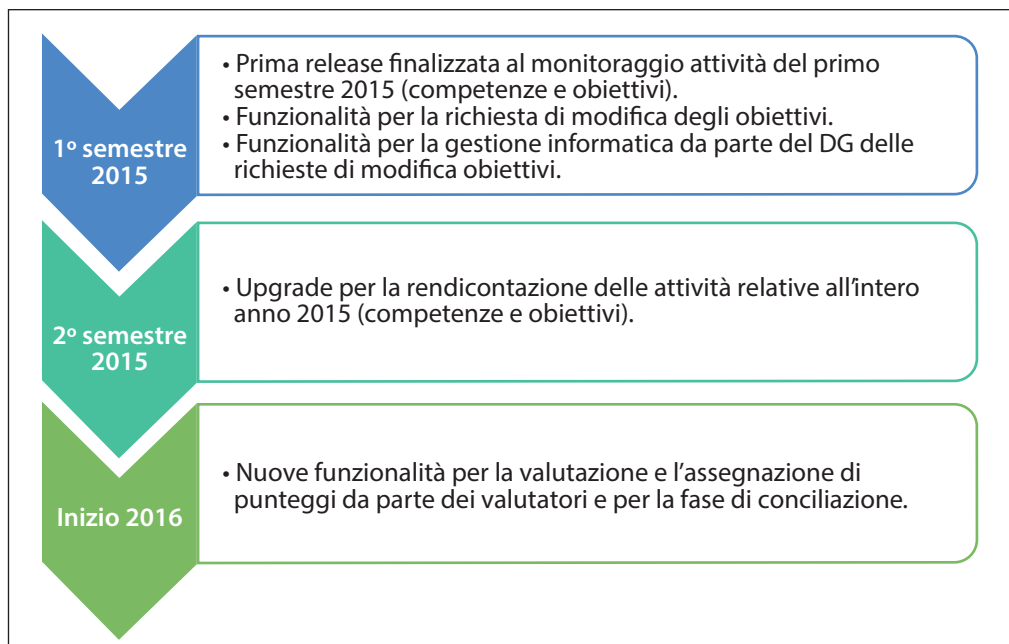 1º semestre
2015
• Prima release finalizzata al monitoraggio attività del primo
semestre 2015 (competenze e obiettivi).
• Funzionalità per la richiesta di modifica degli obiettivi.
• Funzionalità per la gestione informatica da parte del DG delle
richieste di modifica obiettivi.
2º semestre
2015
• Upgrade per la rendicontazione delle attività relative all’intero
anno 2015 (competenze e obiettivi).
Inizio 2016
• Nuove funzionalità per la valutazione e l’assegnazione di
punteggi da parte dei valutatori e per la fase di conciliazione.